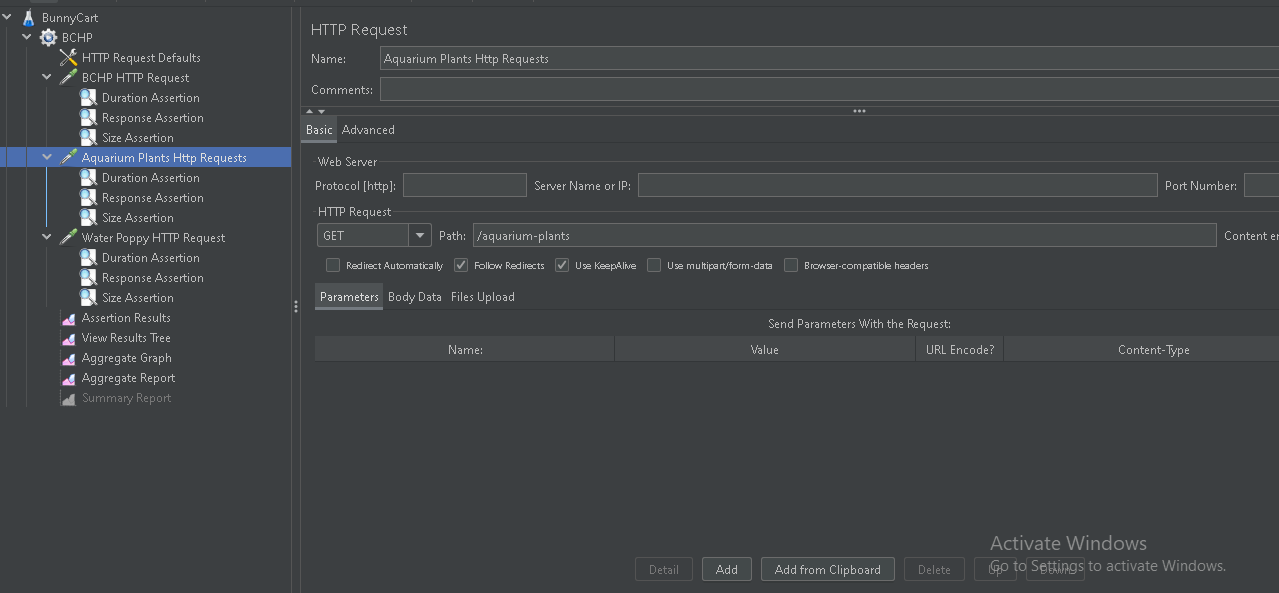 BunnyCart
BCHP
HTTP Request Defaults
BCHP HTTP Request
Duration Assertion
Response Assertion
Size Assertion
Aquarium Plants Http Requests
Duration Assertion
Response Assertion
Size Assertion
Water Poppy HTTP Request
Duration Assertion
Response Assertion
Size Assertion
Assertion Results
View Results Tree
Aggregate Graph
Aggregate Report
Summary Report
HTTP Request
Name: Aquarium Plants Http Requests
Comments:
Basic Advanced
Web Server
Protocol [http]: Server Name or IP: Port Number:
HTTP Request
GET Path: /aquarium-plants Content er
Redirect Automatically Follow Redirects Use KeepAlive Use multipart/form-data Browser-compatible headers
Parameters Body Data Files Upload
Send Parameters With the Request:
Name: Value URL Encode? Content-Type
Detail Add Add from Clipboard Delete Up Down
Activate Windows
Go to Settings to activate Windows.